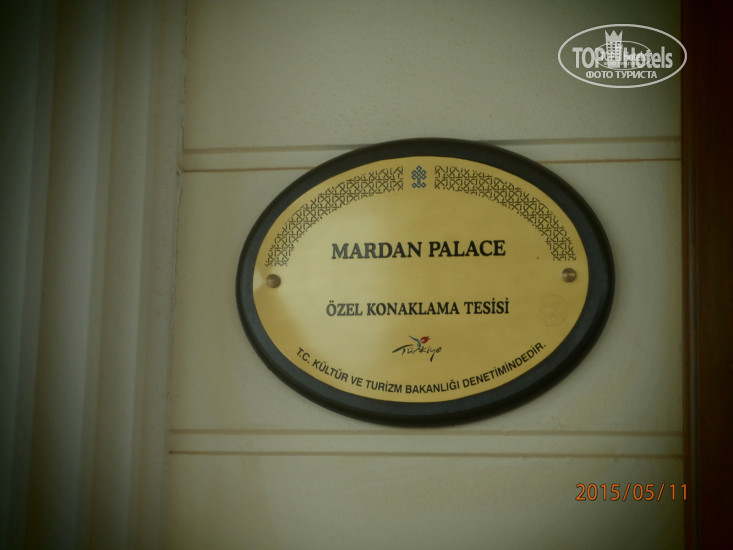 TOP Hotels
ФОТО ТУРИСТА
MARDAN PALACE
ÖZEL KONAKLAMA TESİSİ
Türkiye
T.C. KÜLTÜR VE TURİZM BAKANLIĞI DENETİMİNDEDİR.
2015/05/11